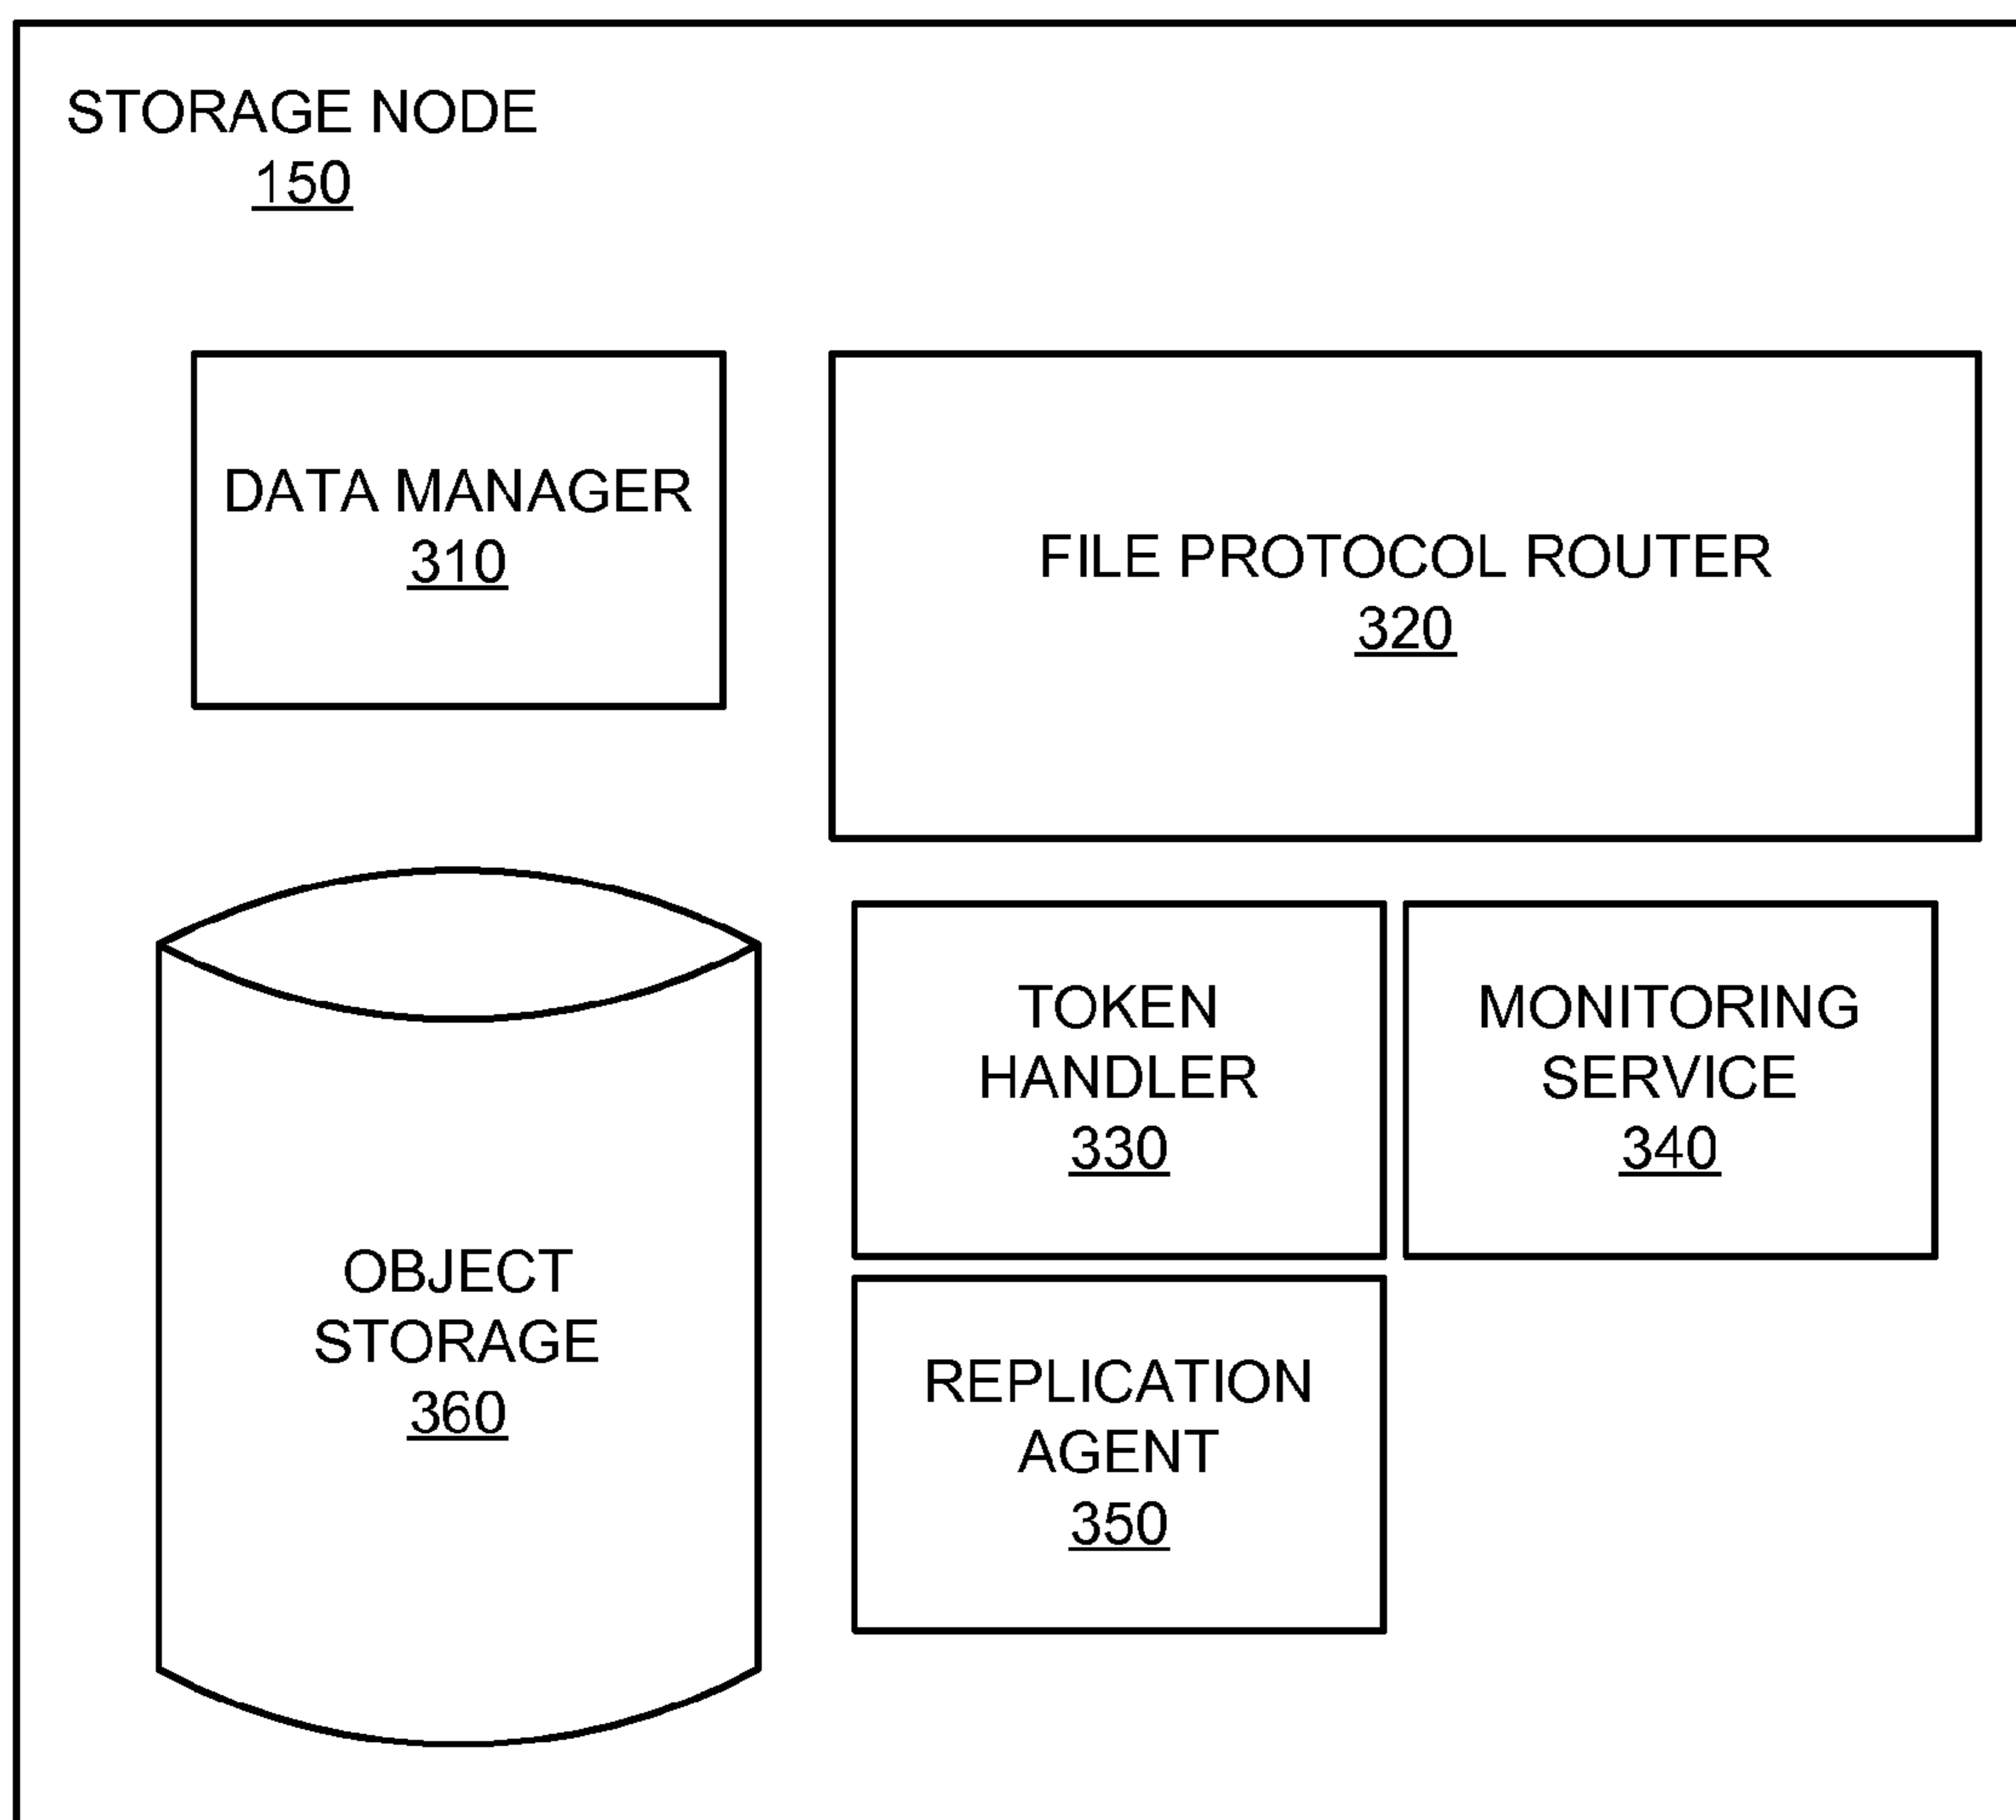 STORAGE NODE
150
DATA MANAGER
310
FILE PROTOCOL ROUTER
320
TOKEN
HANDLER
330
MONITORING
SERVICE
340
OBJECT
STORAGE
360
REPLICATION
AGENT
350